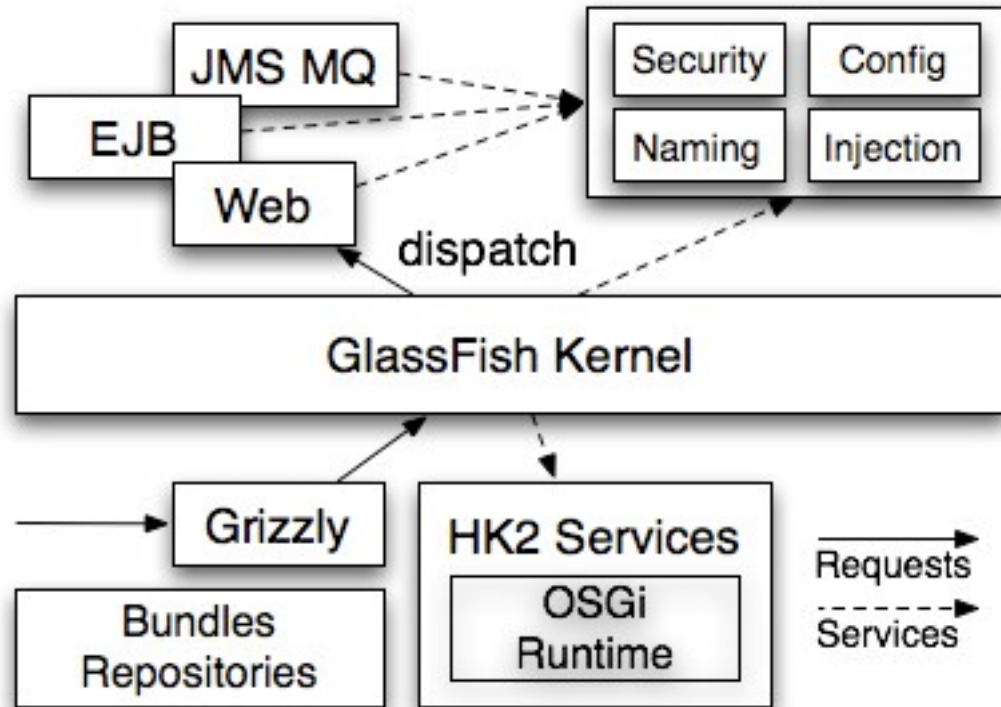 JMS MQ
EJB
Web
Security
Config
Naming
Injection
dispatch
GlassFish Kernel
Grizzly
HK2 Services
OSGi
Runtime
Bundles
Repositories
Requests
Services